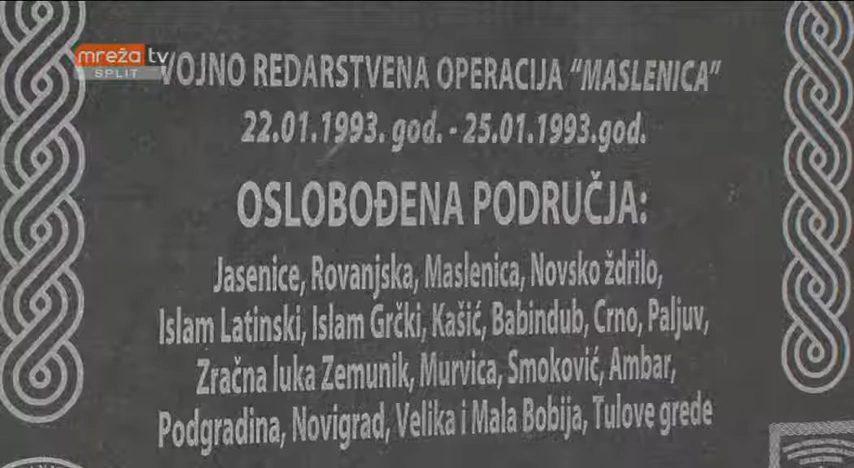 mreža tv
SPLIT
VOJNO REDARSTVENA OPERACIJA “MASLENICA”
22.01.1993. god. - 25.01.1993.god.
OSLOBOĐENA PODRUČJA:
Jasenice, Rovanjska, Maslenica, Novsko ždrilo,
Islam Latinski, Islam Grčki, Kašić, Babindub, Crno, Paljuv,
Zračna luka Zemunik, Murvica, Smoković, Ambar,
Podgradina, Novigrad, Velika i Mala Bobija, Tulove grede